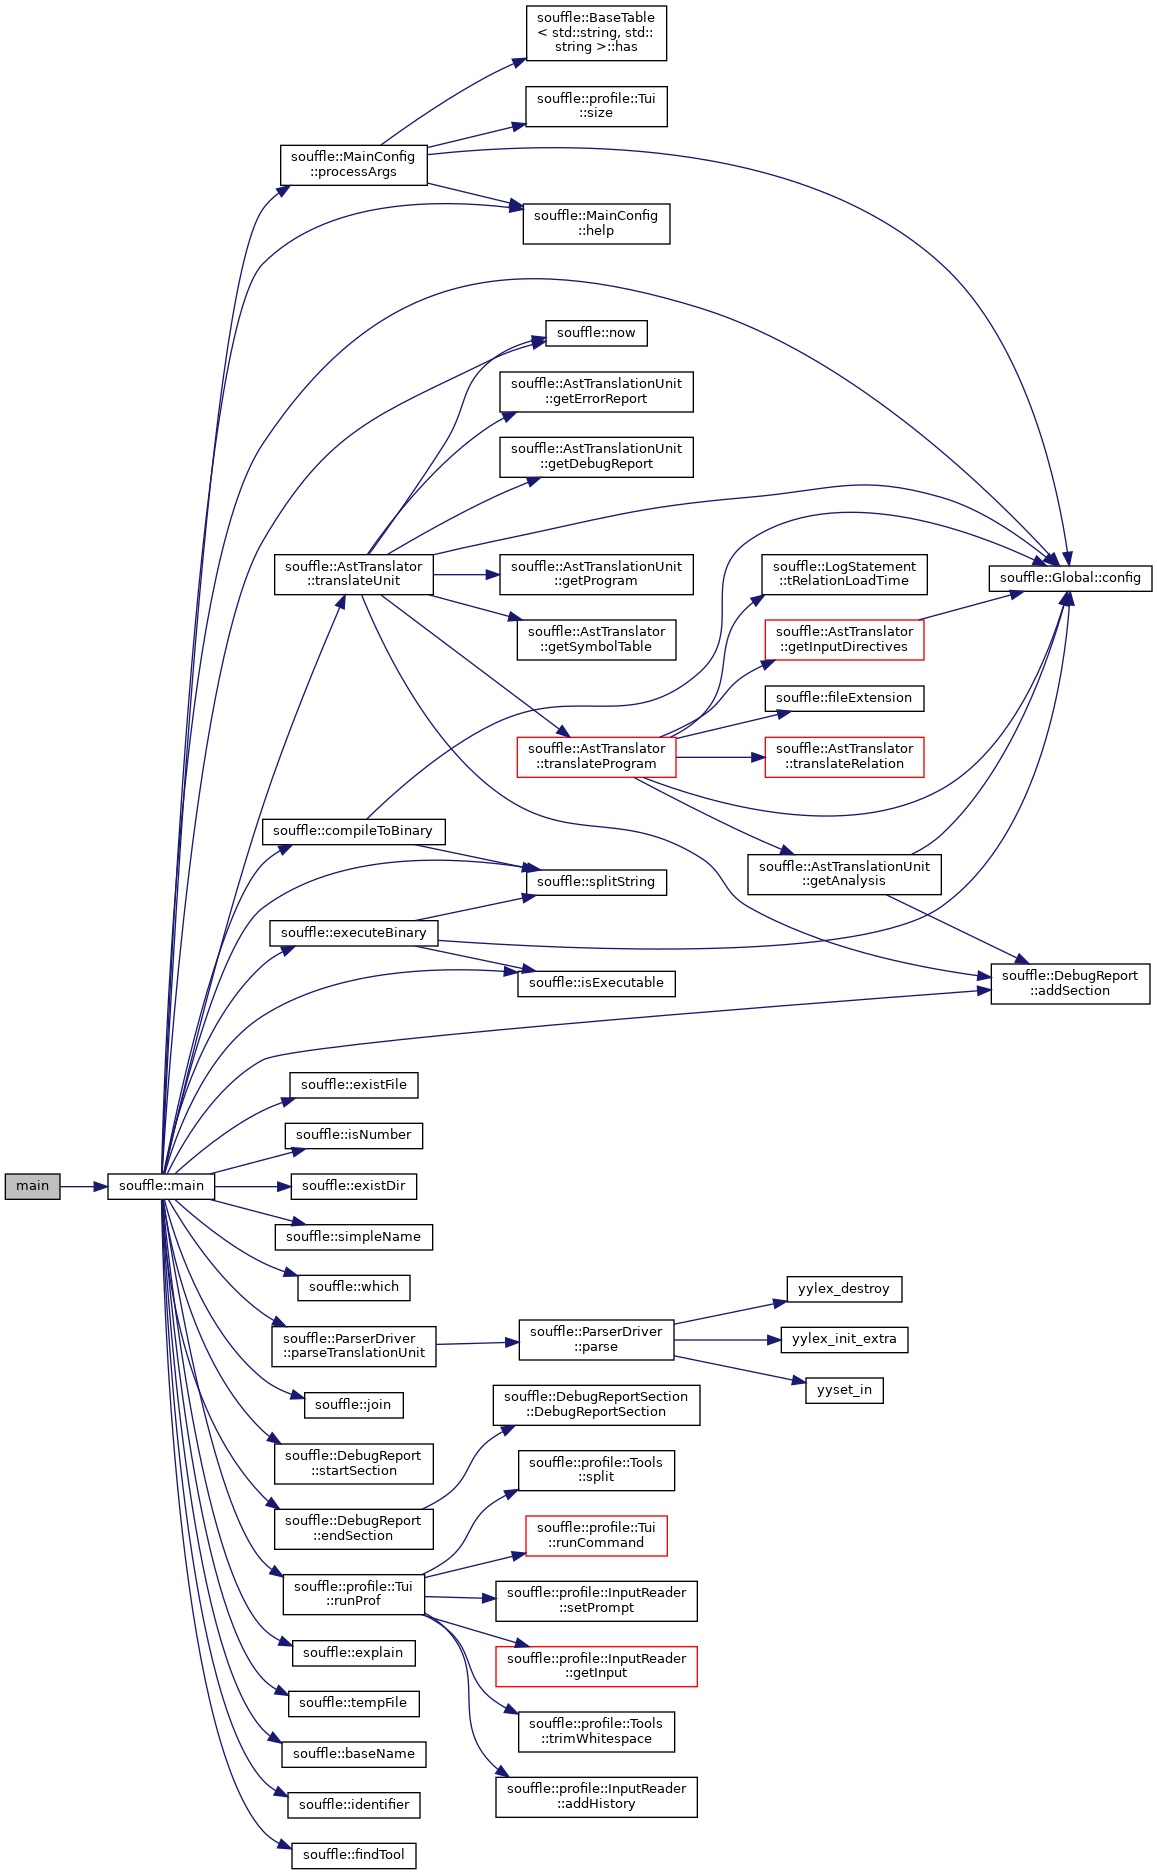 souffle::BaseTable
< std::string, std::
string >::has
souffle::profile::Tui
::size
souffle::MainConfig
::processArgs
souffle::MainConfig
::help
souffle::now
souffle::AstTranslationUnit
::getErrorReport
souffle::AstTranslationUnit
::getDebugReport
souffle::AstTranslator
::translateUnit
souffle::AstTranslationUnit
::getProgram
souffle::LogStatement
::tRelationLoadTime
souffle::Global::config
souffle::AstTranslator
::getSymbolTable
souffle::AstTranslator
::getInputDirectives
souffle::fileExtension
souffle::AstTranslator
::translateProgram
souffle::AstTranslator
::translateRelation
souffle::compileToBinary
souffle::splitString
souffle::AstTranslationUnit
::getAnalysis
souffle::executeBinary
souffle::isExecutable
souffle::DebugReport
::addSection
souffle::existFile
souffle::isNumber
main
souffle::main
souffle::existDir
souffle::simpleName
souffle::which
yylex_destroy
souffle::ParserDriver
::parseTranslationUnit
souffle::ParserDriver
::parse
yylex_init_extra
yyset_in
souffle::join
souffle::DebugReportSection
::DebugReportSection
souffle::DebugReport
::startSection
souffle::profile::Tools
::split
souffle::DebugReport
::endSection
souffle::profile::Tui
::runCommand
souffle::profile::Tui
::runProf
souffle::profile::InputReader
::setPrompt
souffle::explain
souffle::profile::InputReader
::getInput
souffle::tempFile
souffle::profile::Tools
::trimWhitespace
souffle::baseName
souffle::profile::InputReader
::addHistory
souffle::identifier
souffle::findTool